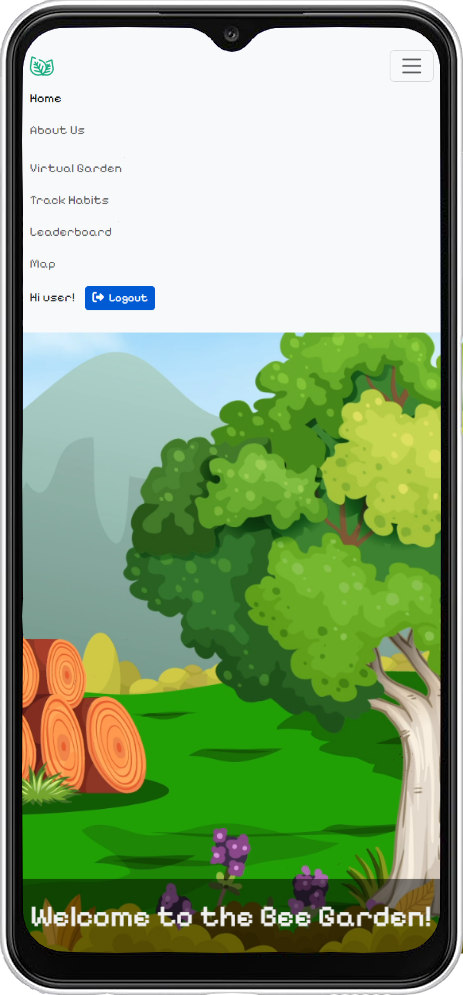 Home
About Us
Virtual Garden
Track Habits
Leaderboard
Map
Hi user! Logout
Welcome to the Bee Garden!